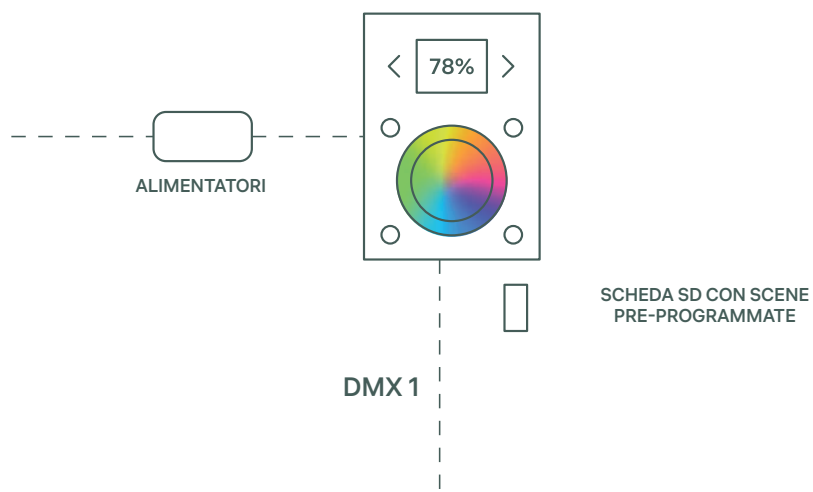 78%
ALIMENTATORI
SCHEDA SD CON SCENE
PRE-PROGRAMMATE
DMX 1